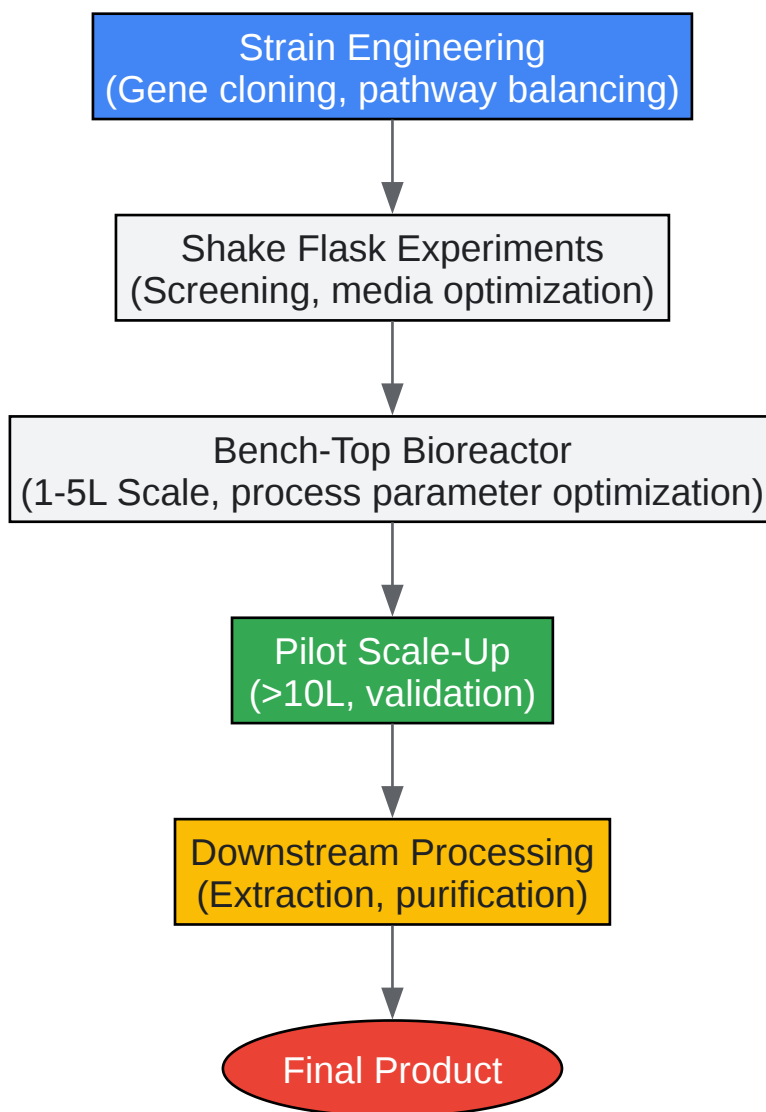 Strain Engineering
(Gene cloning, pathway balancing)
Shake Flask Experiments
(Screening, media optimization)
Bench-Top Bioreactor
(1-5L Scale, process parameter optimization)
Pilot Scale-Up
(>10L, validation)
Downstream Processing
(Extraction, purification)
Final Product